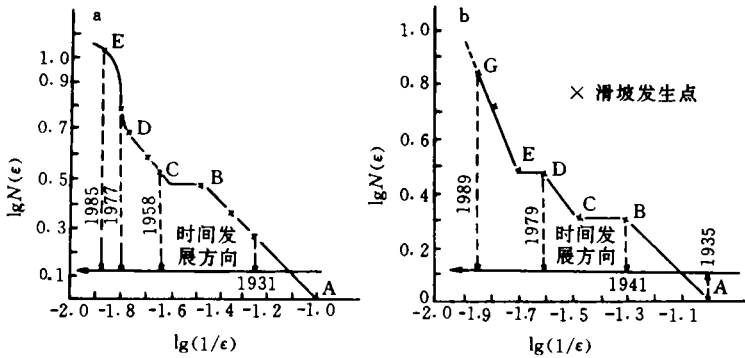 a
E
1.0
0.9
D
0.7
C
B
0.5
0.3
0.1
lgN(ε)
1985
1977
1958
1931
时间发
展方向
A
-2.0 -1.8 -1.6 -1.4 -1.2 -1.0
lg(1/ε)
b
1.0
G
× 滑坡发生点
0.8
0.6
E
D
0.4
C
B
0.2
0
lgN(ε)
1989
1979
1941
1935
时间发
展方向
A
-2.0 -1.9 -1.7 -1.5 -1.3 -1.1
lg(1/ε)